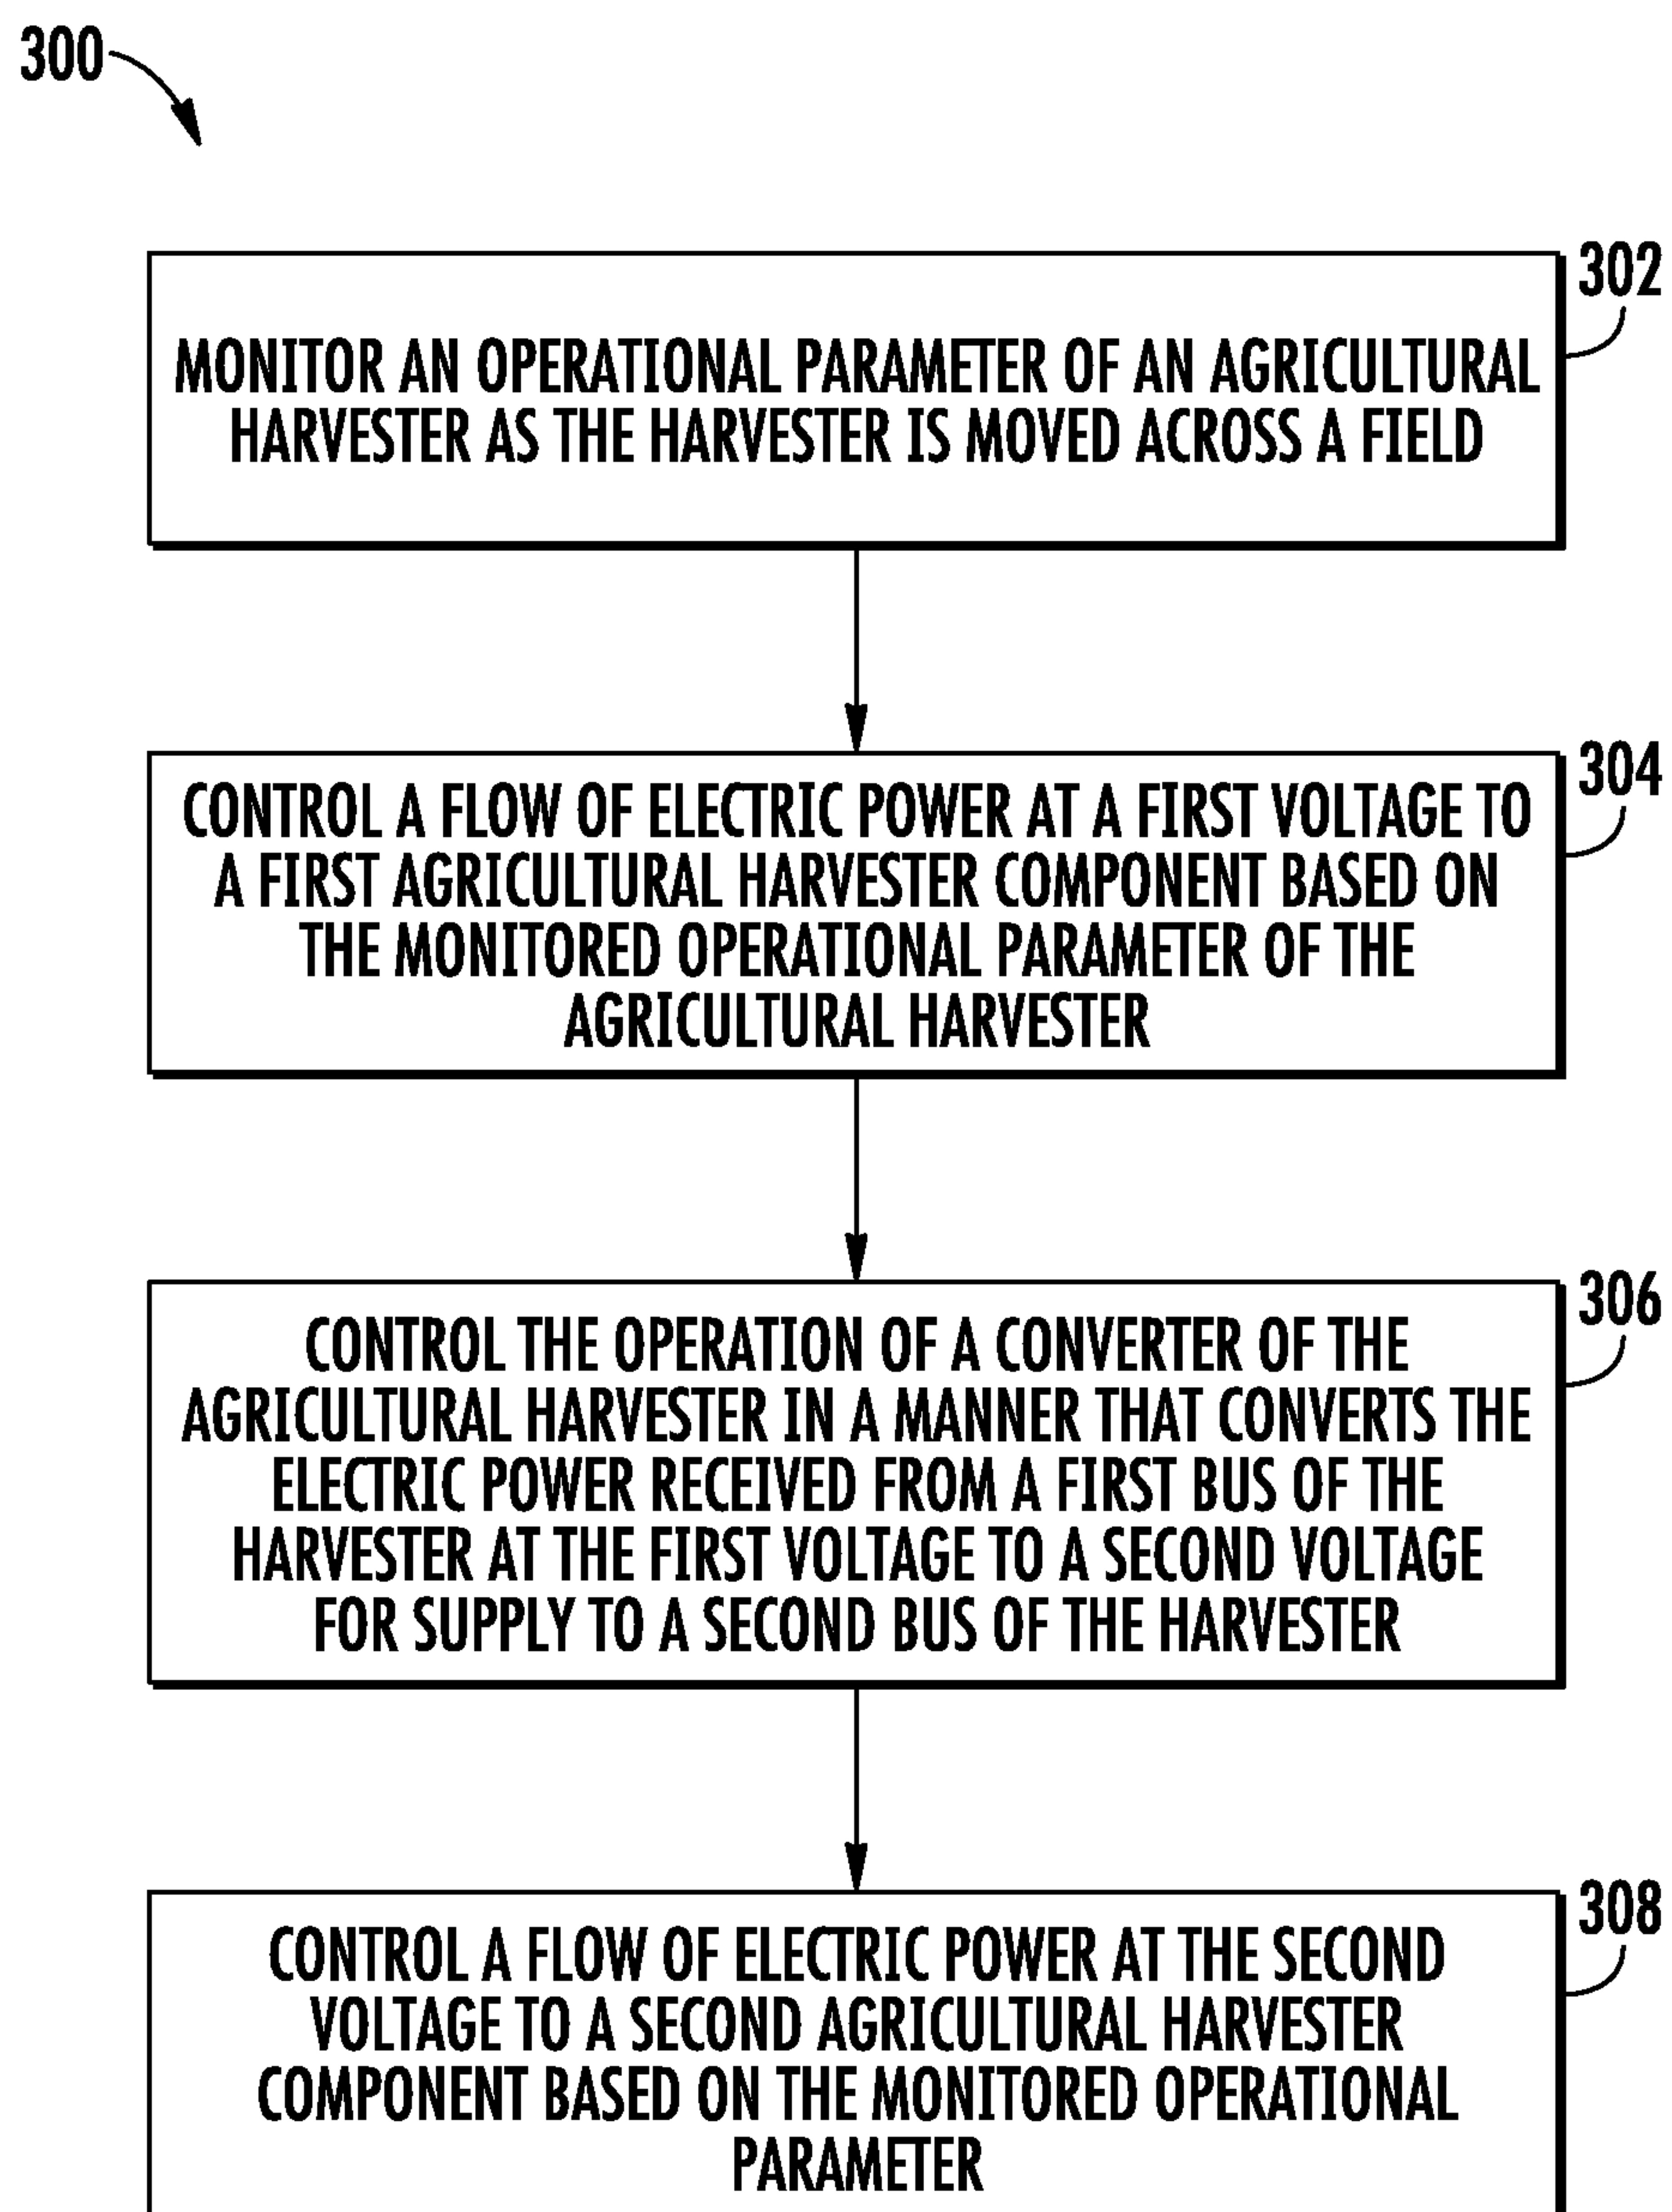 300
302
MONITOR AN OPERATIONAL PARAMETER OF AN AGRICULTURAL
HARVESTER AS THE HARVESTER IS MOVED ACROSS A FIELD
304
CONTROL A FLOW OF ELECTRIC POWER AT A FIRST VOLTAGE TO
A FIRST AGRICULTURAL HARVESTER COMPONENT BASED ON
THE MONITORED OPERATIONAL PARAMETER OF THE
AGRICULTURAL HARVESTER
306
CONTROL THE OPERATION OF A CONVERTER OF THE
AGRICULTURAL HARVESTER IN A MANNER THAT CONVERTS THE
ELECTRIC POWER RECEIVED FROM A FIRST BUS OF THE
HARVESTER AT THE FIRST VOLTAGE TO A SECOND VOLTAGE
FOR SUPPLY TO A SECOND BUS OF THE HARVESTER
308
CONTROL A FLOW OF ELECTRIC POWER AT THE SECOND
VOLTAGE TO A SECOND AGRICULTURAL HARVESTER
COMPONENT BASED ON THE MONITORED OPERATIONAL
PARAMETER